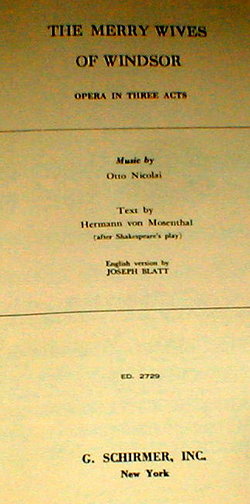 THE MERRY WIVES
OF WINDSOR
OPERA IN THREE ACTS
Music by
Otto Nicolai
Text by
Hermann von Mosenthal
(after Shakespeare's play)
English version by
JOSEPH BLATT
ED. 2729
G. SCHIRMER, INC.
New York